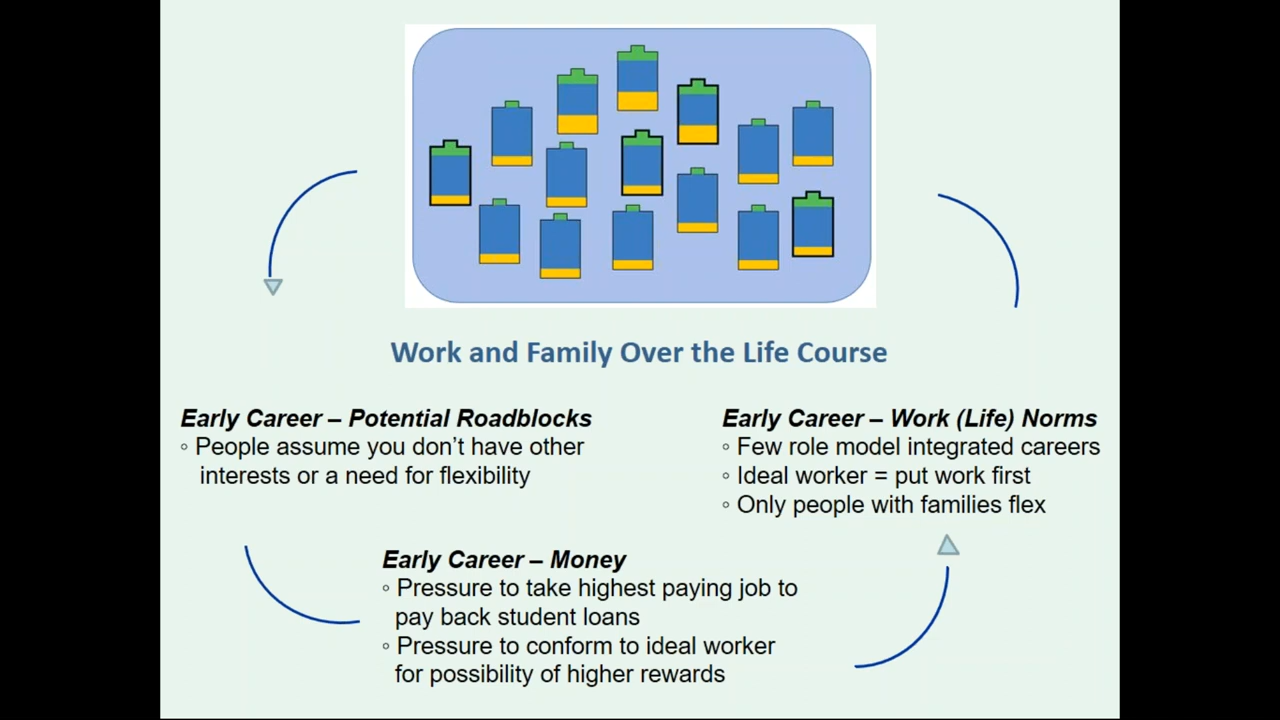 Work and Family Over the Life Course
Early Career – Potential Roadblocks
◦ People assume you don’t have other
interests or a need for flexibility
Early Career – Work (Life) Norms
◦ Few role model integrated careers
◦ Ideal worker = put work first
◦ Only people with families flex
Early Career – Money
◦ Pressure to take highest paying job to
pay back student loans
◦ Pressure to conform to ideal worker
for possibility of higher rewards